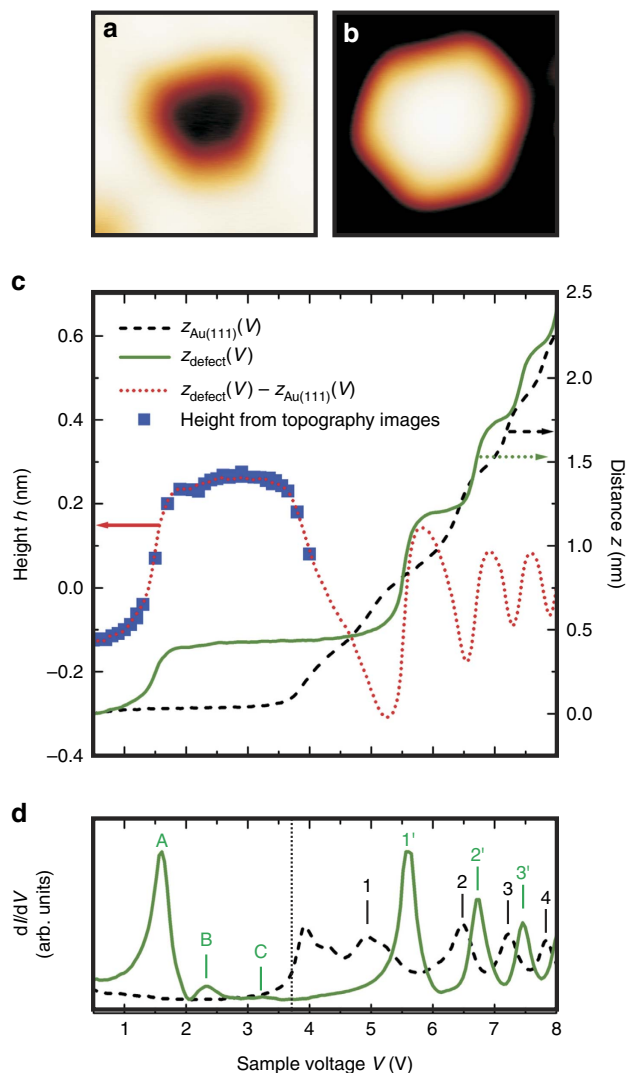 a
b
c
z_Au(111)(V)
z_defect(V)
z_defect(V) – z_Au(111)(V)
Height from topography images
Height h (nm)
0.6
0.4
0.2
0.0
–0.2
–0.4
2.5
2.0
1.5
1.0
0.5
0.0
Distance z (nm)
d
dI/dV
(arb. units)
A
B
C
1
1'
2
2'
3
3'
4
1 2 3 4 5 6 7 8
Sample voltage V (V)